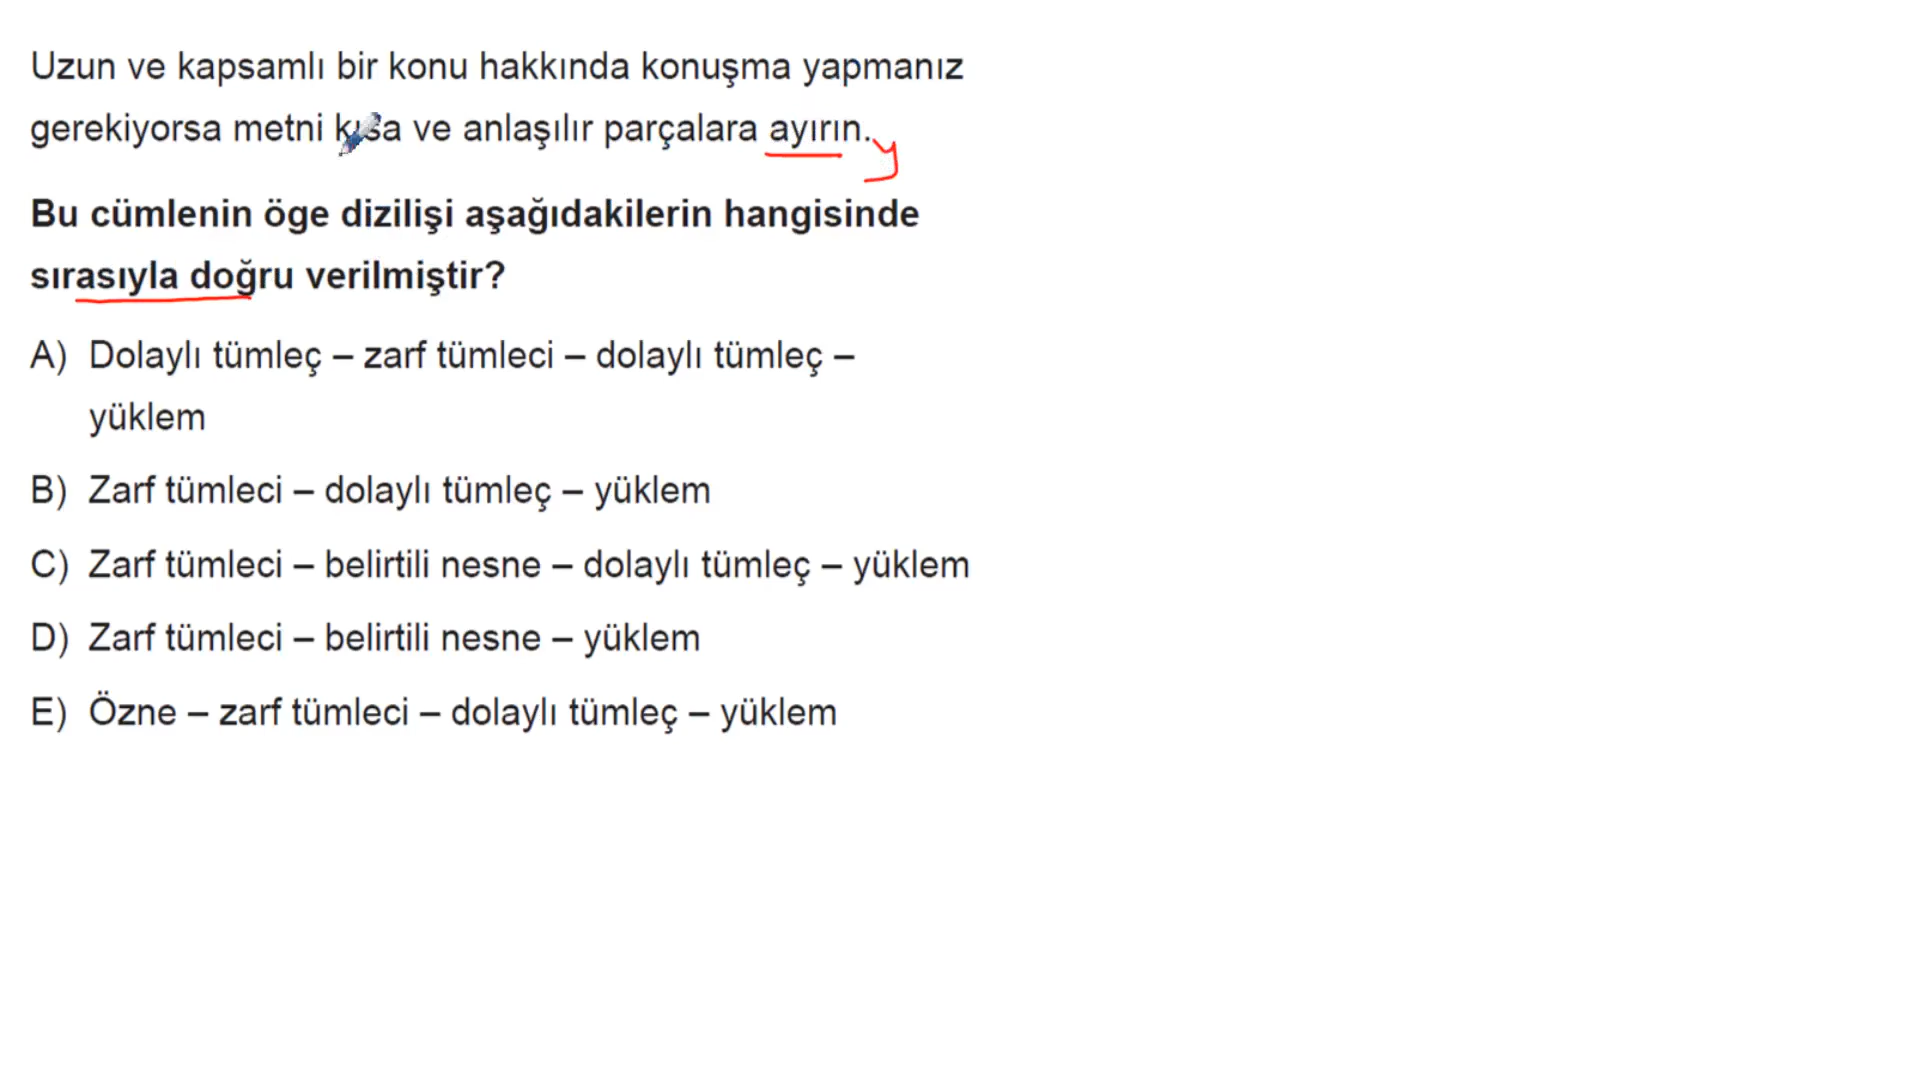 Uzun ve kapsamlı bir konu hakkında konuşma yapmanız
gerekiyorsa metni kısa ve anlaşılır parçalara ayırın.
y
Bu cümlenin öge dizilişi aşağıdakilerin hangisinde
sırasıyla doğru verilmiştir?
A) Dolaylı tümleç – zarf tümleci – dolaylı tümleç –
yüklem
B) Zarf tümleci – dolaylı tümleç – yüklem
C) Zarf tümleci – belirtili nesne – dolaylı tümleç – yüklem
D) Zarf tümleci – belirtili nesne – yüklem
E) Özne – zarf tümleci – dolaylı tümleç – yüklem